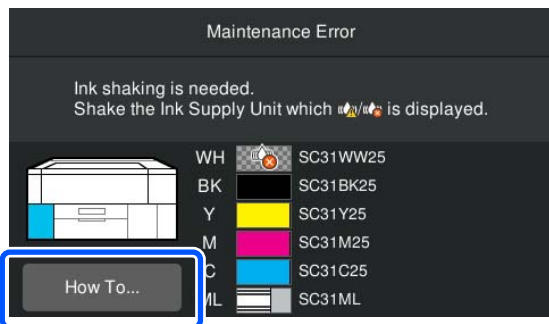 Maintenance Error
Ink shaking is needed.
Shake the Ink Supply Unit which / is displayed.
WH SC31WW25
BK SC31BK25
Y SC31Y25
M SC31M25
C SC31C25
ML SC31ML
How To...